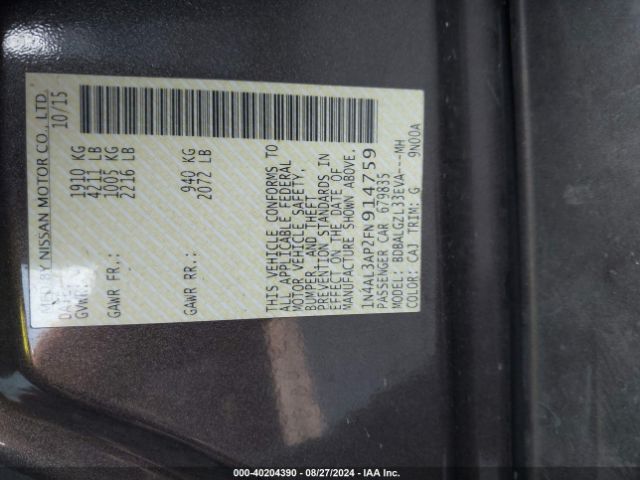 MFD BY NISSAN MOTOR CO., LTD.
10/15
1910 KG
4211 LB
GAWR FR: 1005 KG
2216 LB
GAWR RR: 940 KG
2072 LB
THIS VEHICLE CONFORMS TO
ALL APPLICABLE FEDERAL
MOTOR VEHICLE SAFETY,
BUMPER, AND THEFT
PREVENTION STANDARDS IN
EFFECT ON THE DATE OF
MANUFACTURE SHOWN ABOVE.
1N4AL3AP2FN914759
PASSENGER CAR 679835
MODEL: BDBALGZL33EVA---MH
COLOR: CAJ TRIM: G 9N00A
000-40204390 - 08/27/2024 - IAA Inc.